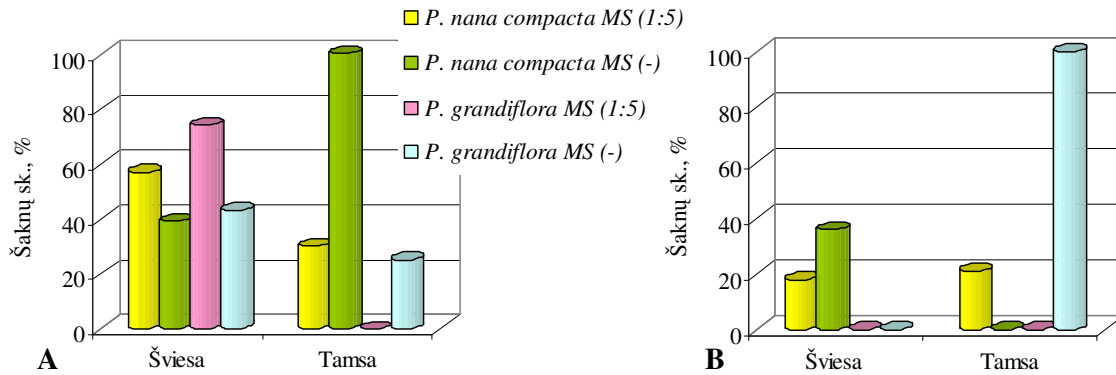 P. nana compacta MS (1:5)
P. nana compacta MS (-)
P. grandiflora MS (1:5)
P. grandiflora MS (-)
Šaknų sk., %
100
80
60
40
20
0
Šviesa Tamsa
A
Šaknų sk., %
100
80
60
40
20
0
Šviesa Tamsa
B